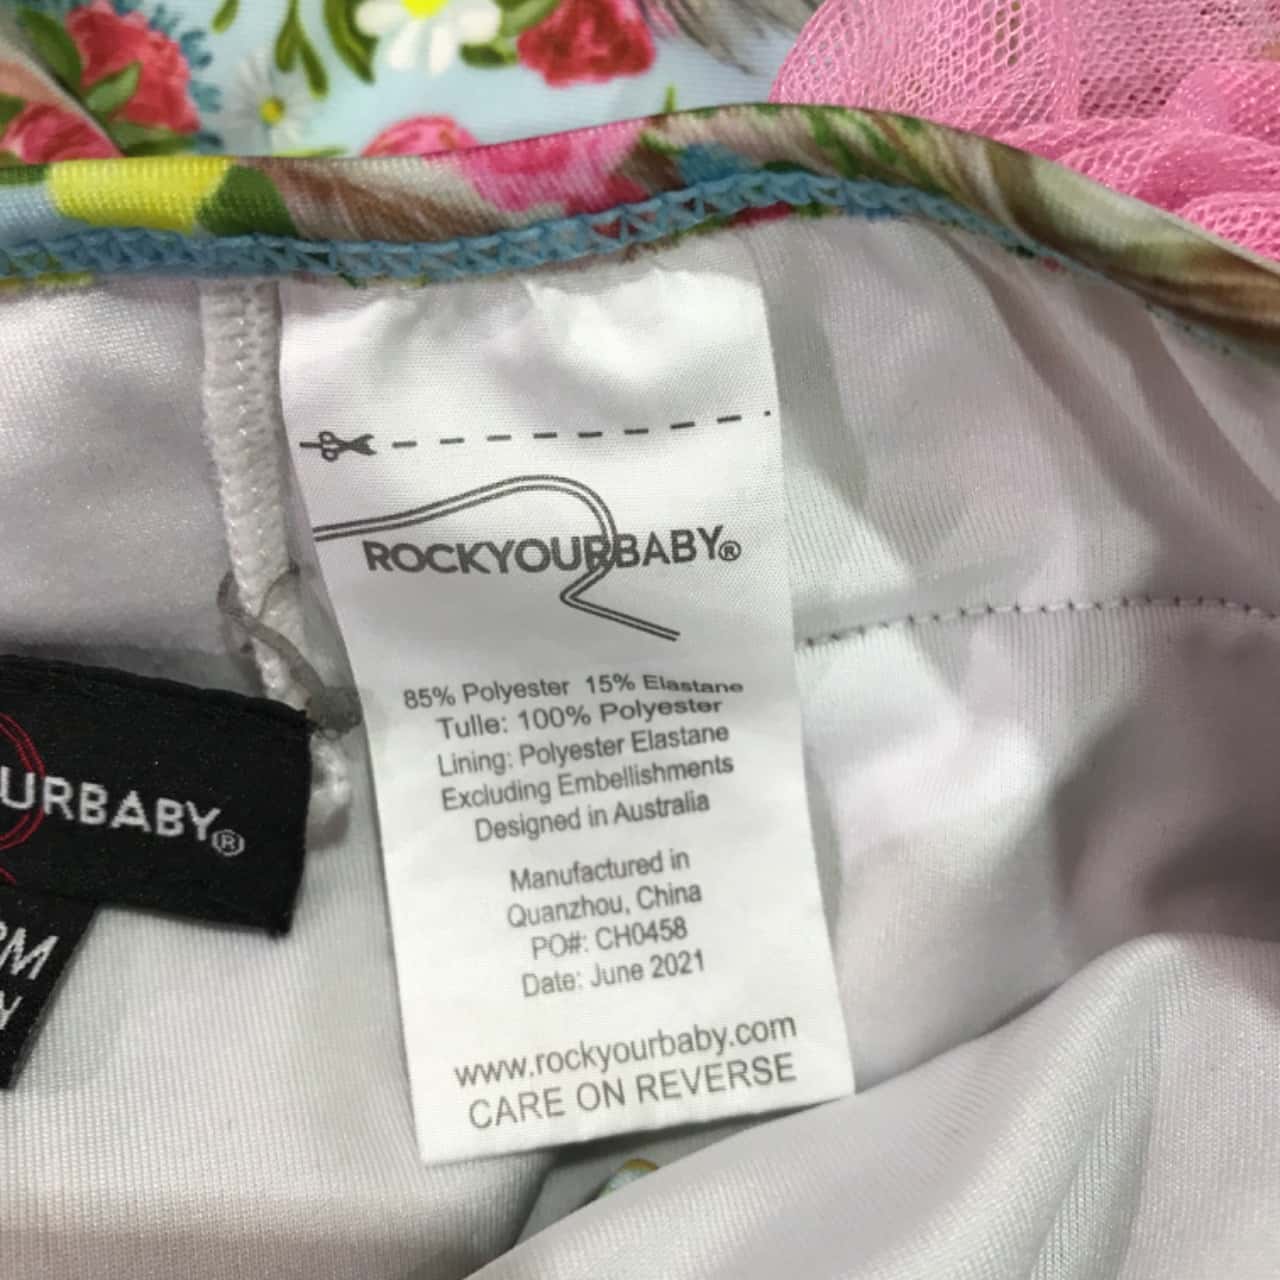 ROCKYOURBABY®
85% Polyester 15% Elastane
Tulle: 100% Polyester
Lining: Polyester Elastane
Excluding Embellishments
Designed in Australia
Manufactured in
Quanzhou, China
PO#: CH0458
Date: June 2021
www.rockyourbaby.com
CARE ON REVERSE
URBABY®